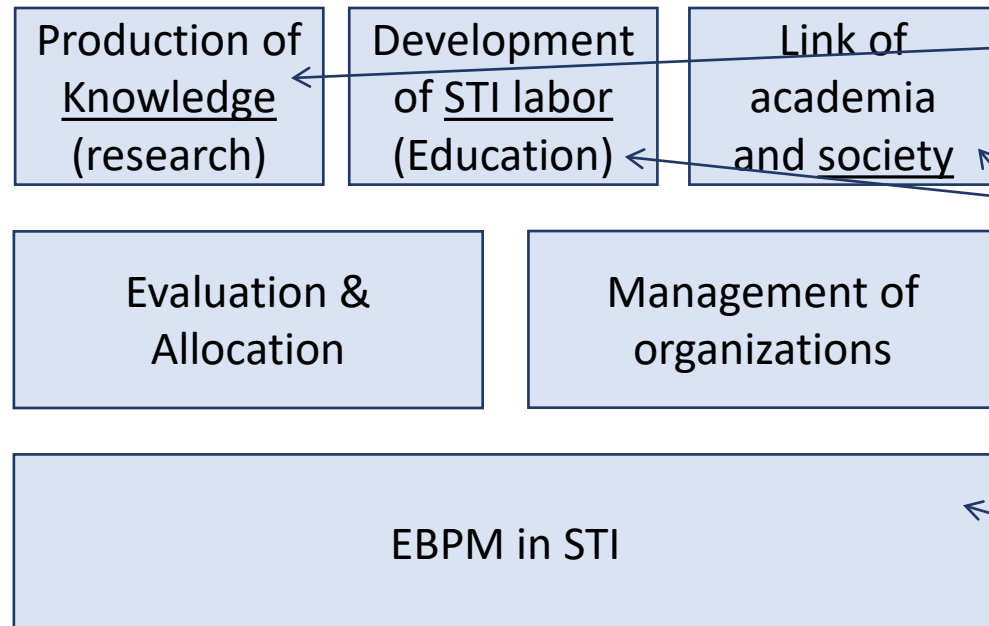 Production of
Knowledge
(research)
Development
of STI labor
(Education)
Link of
academia
and society
Evaluation &
Allocation
Management of
organizations
EBPM in STI